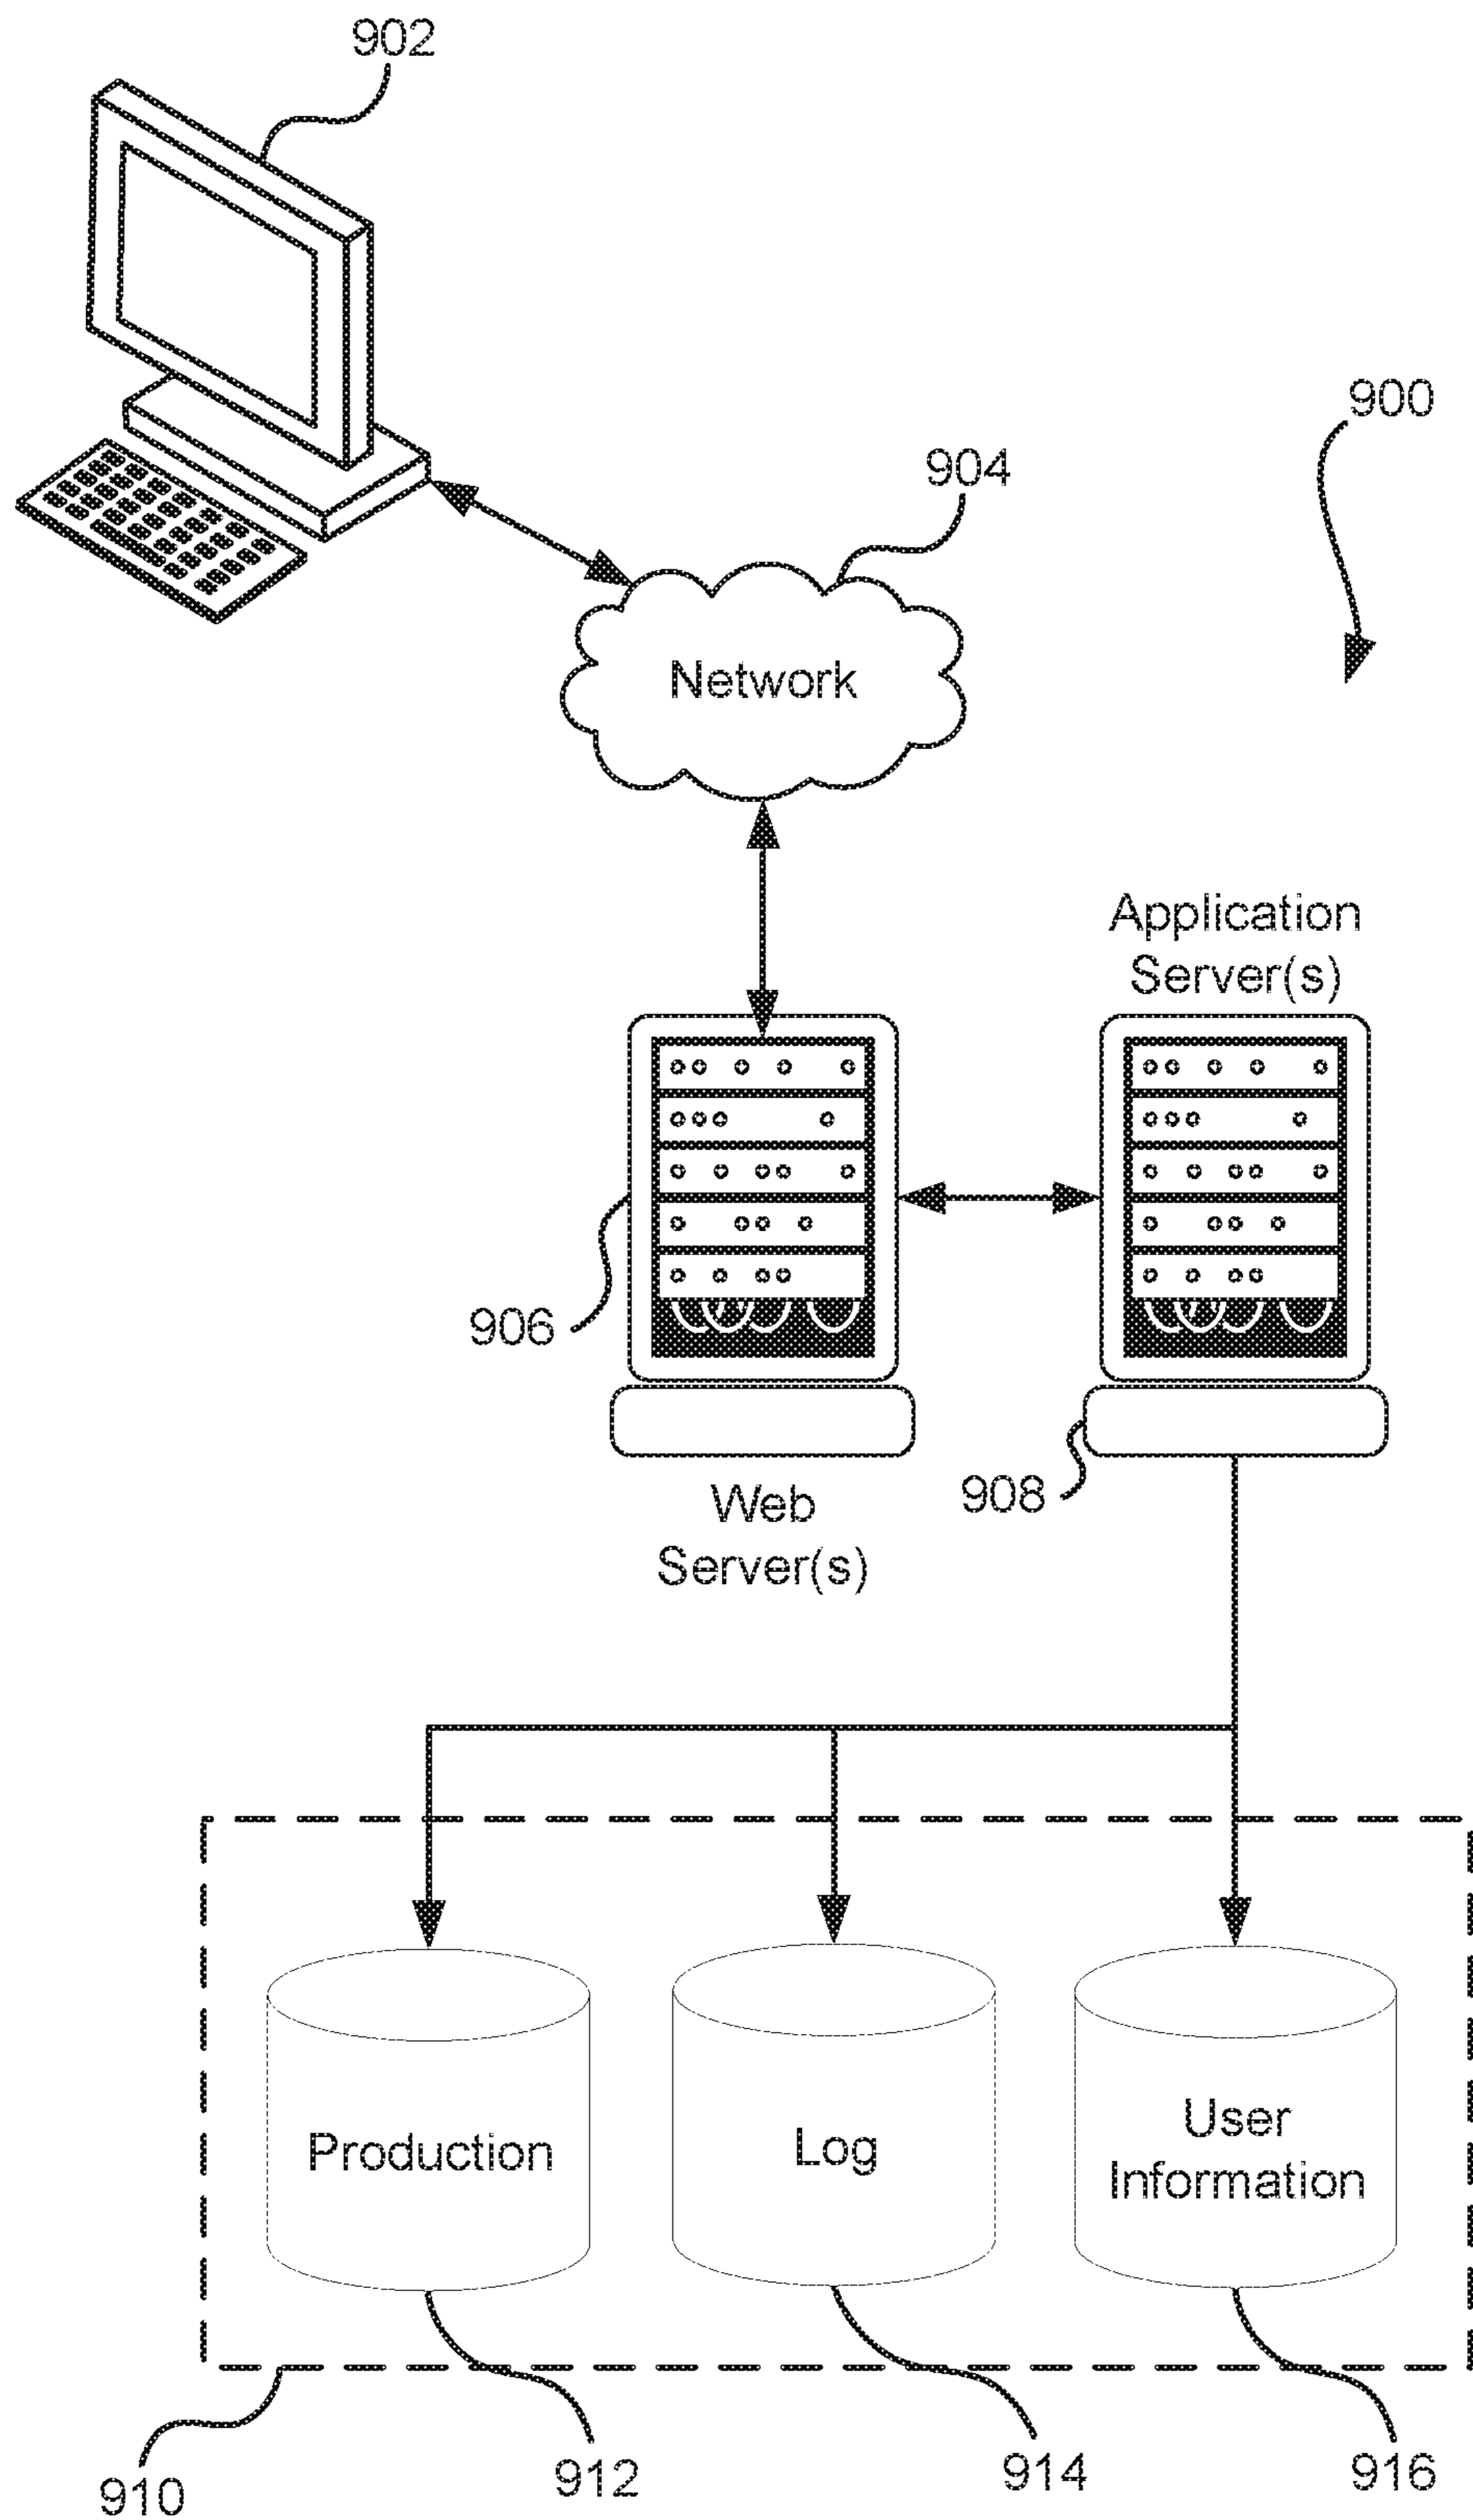 902
900
904
Network
Application
Server(s)
906
908
Web
Server(s)
Production
Log
User
Information
910
912
914
916